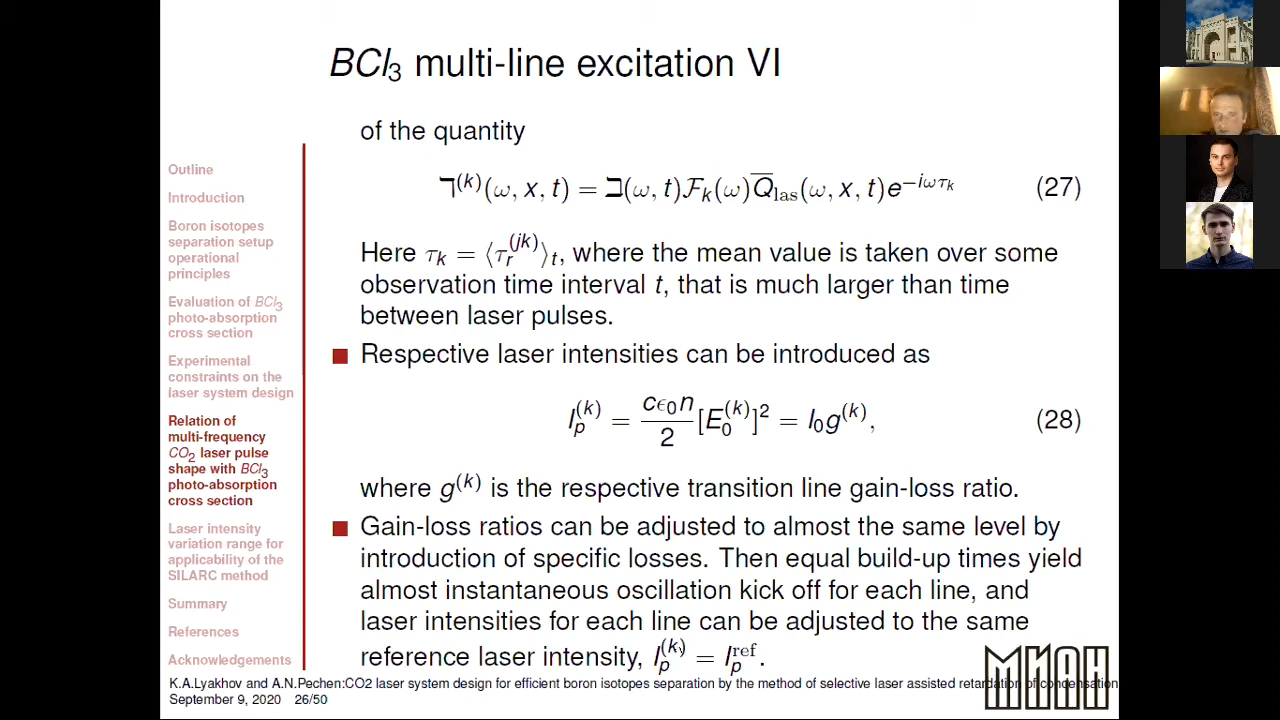 BCl₃ multi-line excitation VI
of the quantity
ℸ⁽ᵏ⁾(ω, x, t) = ℶ(ω, t)ℱₖ(ω)Q̅_las(ω, x, t)e^{−iωτₖ} (27)
Here τₖ = ⟨τ_r^{(jk)}⟩ₜ, where the mean value is taken over some
observation time interval t, that is much larger than time
between laser pulses.
Respective laser intensities can be introduced as
I_p^{(k)} = cϵ₀n/2 [E₀^{(k)}]² = I₀g^{(k)}, (28)
where g^{(k)} is the respective transition line gain-loss ratio.
Gain-loss ratios can be adjusted to almost the same level by
introduction of specific losses. Then equal build-up times yield
almost instantaneous oscillation kick off for each line, and
laser intensities for each line can be adjusted to the same
reference laser intensity, I_p^{(k)} = I_p^{ref}.
Outline
Introduction
Boron isotopes
separation setup
operational
principles
Evaluation of BCl₃
photo-absorption
cross section
Experimental
constraints on the
laser system design
Relation of
multi-frequency
CO₂ laser pulse
shape with BCl₃
photo-absorption
cross section
Laser intensity
variation range for
applicability of the
SILARC method
Summary
References
Acknowledgements
K.A.Lyakhov and A.N.Pechen:CO2 laser system design for efficient boron isotopes separation by the method of selective laser assisted retardation of condensation
September 9, 2020 26/50
МИАН